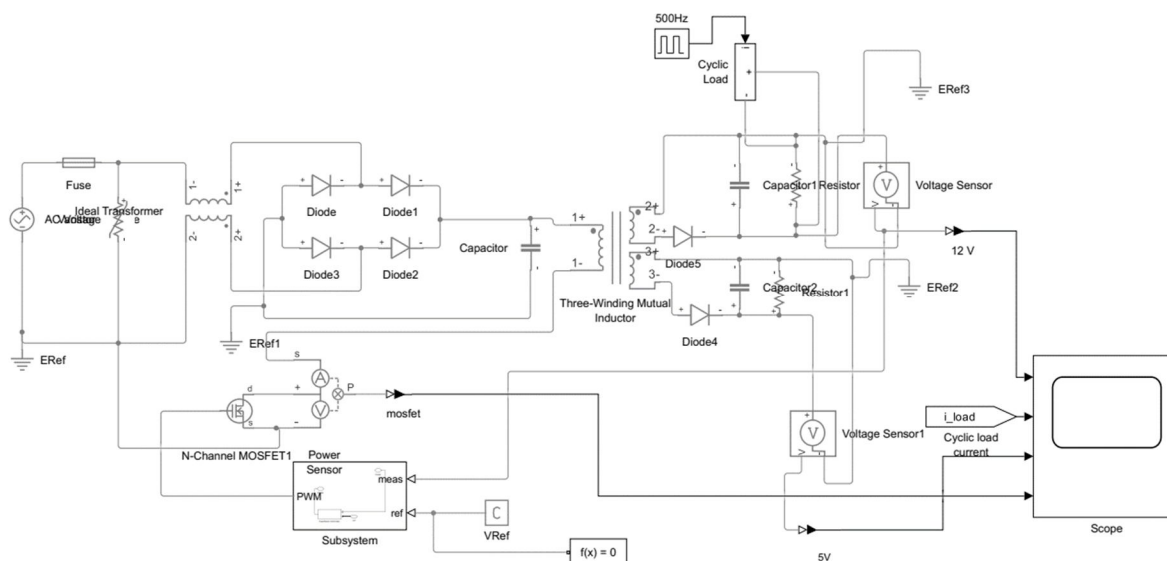 500Hz
Cyclic
Load
ERef3
Fuse
Ideal Transformer
1-
1+
2-
2+
Diode
Diode1
Diode3
Diode2
Capacitor
1+
1-
2+
2-
3+
3-
Diode5
Capacitor1
Resistor
V
Voltage Sensor
V
12 V
Three-Winding Mutual
Inductor
Diode4
Capacitor2
Resistor1
ERef2
ERef
ERef1
s
A
P
V
d
s
mosfet
N-Channel MOSFET1
Power
Sensor
PWM
meas
ref
Subsystem
C
VRef
f(x) = 0
V
Voltage Sensor1
V
5V
i_load
Cyclic load
current
Scope